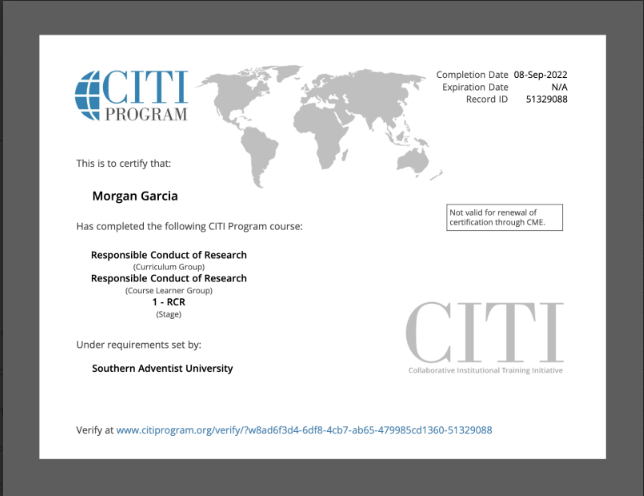 CITI
PROGRAM
Completion Date 08-Sep-2022
Expiration Date N/A
Record ID 51329088
This is to certify that:
Morgan Garcia
Not valid for renewal of
certification through CME.
Has completed the following CITI Program course:
Responsible Conduct of Research
(Curriculum Group)
Responsible Conduct of Research
(Course Learner Group)
1 - RCR
(Stage)
Under requirements set by:
Southern Adventist University
CITI
Collaborative Institutional Training Initiative
Verify at www.citiprogram.org/verify/?w8ad6f3d4-6df8-4cb7-ab65-479985cd1360-51329088